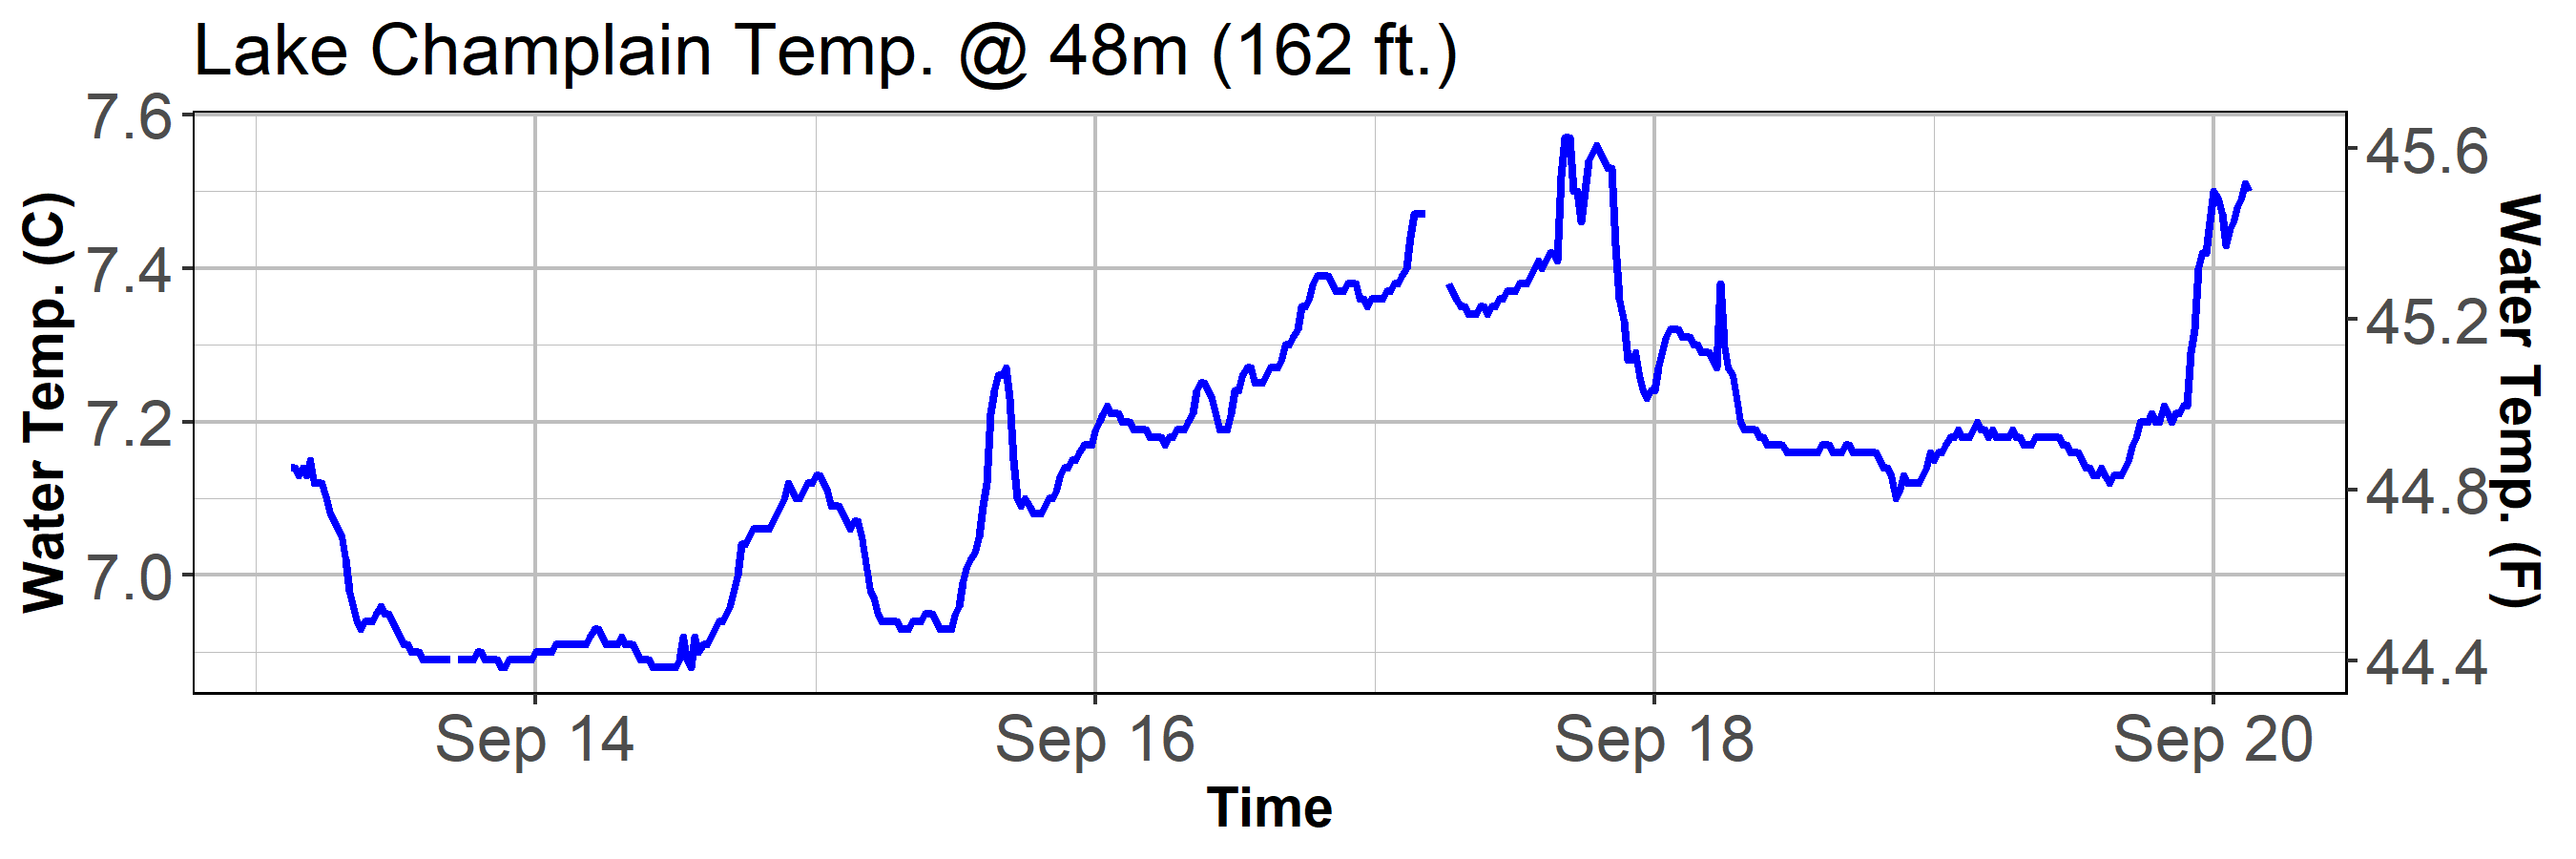 Lake Champlain Temp. @ 48m (162 ft.)
Water Temp. (C)
7.6
7.4
7.2
7.0
45.6
45.2
44.8
44.4
Water Temp. (F)
Sep 14 Sep 16 Sep 18 Sep 20
Time